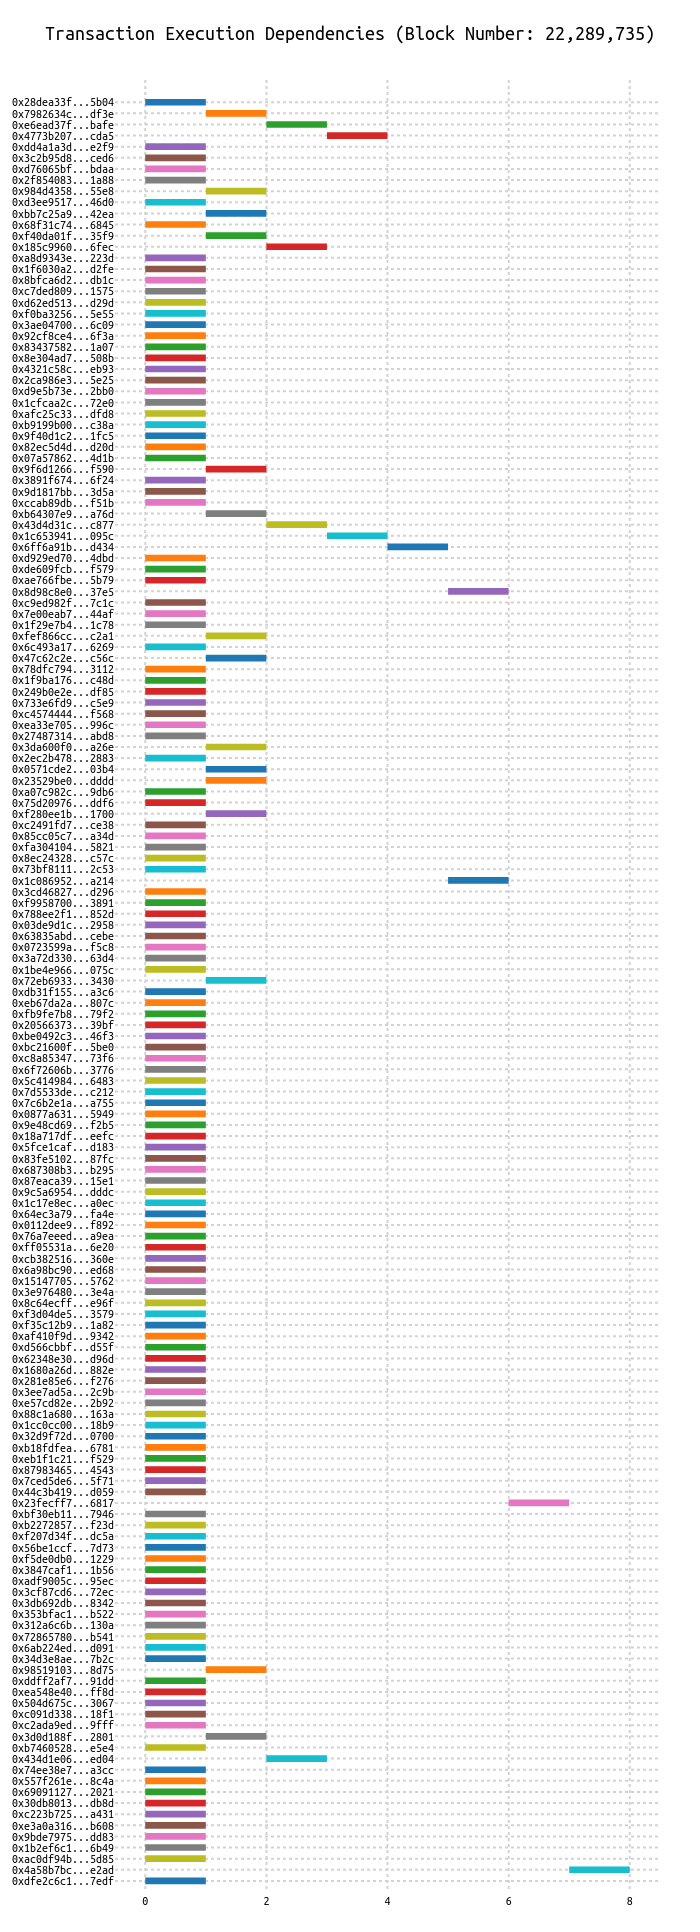 Transaction Execution Dependencies (Block Number: 22,289,735)
0x28dea33f...5b04
0x7982634c...df3e
0xe6ead37f...bafe
0x4773b207...cda5
0xdd4a1a3d...e2f9
0x3c2b95d8...ced6
0xd76065bf...bdaa
0x2f854083...1a88
0x984d4358...55e8
0xd3ee9517...46d0
0xbb7c25a9...42ea
0x68f31c74...6845
0xf40da01f...35f9
0x185c9960...6fec
0xa8d9343e...223d
0x1f6030a2...d2fe
0x8bfca6d2...db1c
0xc7ded809...1575
0xd62ed513...d29d
0xf0ba3256...5e55
0x3ae04700...6c09
0x92cf8ce4...6f3a
0x83437582...1a07
0x8e304ad7...508b
0x4321c58c...eb93
0x2ca986e3...5e25
0xd9e5b73e...2bb0
0x1cfcaa2c...72e0
0xafc25c33...dfd8
0xb9199b00...c38a
0x9f40d1c2...1fc5
0x82ec5d4d...d20d
0x07a57862...4d1b
0x9f6d1266...f590
0x3891f674...6f24
0x9d1817bb...3d5a
0xccab89db...f51b
0xb64307e9...a76d
0x43d4d31c...c877
0x1c653941...095c
0x6ff6a91b...d434
0xd929ed70...4dbd
0xde609fcb...f579
0xae766fbe...5b79
0x8d98c8e0...37e5
0xc9ed982f...7c1c
0x7e00eab7...44af
0x1f29e7b4...1c78
0xfef866cc...c2a1
0x6c493a17...6269
0x47c62c2e...c56c
0x78dfc794...3112
0x1f9ba176...c48d
0x249b0e2e...df85
0x733e6fd9...c5e9
0xc4574444...f568
0xea33e705...996c
0x27487314...abd8
0x3da600f0...a26e
0x2ec2b478...2883
0x0571cde2...03b4
0x23529be0...dddd
0xa07c982c...9db6
0x75d20976...ddf6
0xf280ee1b...1700
0xc2491fd7...ce38
0x85cc05c7...a34d
0xfa304104...5821
0x8ec24328...c57c
0x73bf8111...2c53
0x1c086952...a214
0x3cd46827...d296
0xf9958700...3891
0x788ee2f1...852d
0x03de9d1c...2958
0x63835abd...cebe
0x0723599a...f5c8
0x3a72d330...63d4
0x1be4e966...075c
0x72eb6933...3430
0xdb31f155...a3c6
0xeb67da2a...807c
0xfb9fe7b8...79f2
0x20566373...39bf
0xbe0492c3...46f3
0xbc21600f...5be0
0xc8a85347...73f6
0x6f72606b...3776
0x5c414984...6483
0x7d5533de...c212
0x7c6b2e1a...a755
0x0877a631...5949
0x9e48cd69...f2b5
0x18a717df...eefc
0x5fce1caf...d183
0x83fe5102...87fc
0x687308b3...b295
0x87eaca39...15e1
0x9c5a6954...dddc
0x1c17e8ec...a0ec
0x64ec3a79...fa4e
0x0112dee9...f892
0x76a7eeed...a9ea
0xff05531a...6e20
0xcb382516...360e
0x6a98bc90...ed68
0x15147705...5762
0x3e976480...3e4a
0x8c64ecff...e96f
0xf3d04de5...3579
0xf35c12b9...1a82
0xaf410f9d...9342
0xd566cbbf...d55f
0x62348e30...d96d
0x1680a26d...882e
0x281e85e6...f276
0x3ee7ad5a...2c9b
0xe57cd82e...2b92
0x88c1a680...163a
0x1cc0cc00...18b9
0x32d9f72d...0700
0xb18fdfea...6781
0xeb1f1c21...f529
0x87983465...4543
0x7ced5de6...5f71
0x44c3b419...d059
0x23fecff7...6817
0xbf30eb11...7946
0xb2272857...f23d
0xf207d34f...dc5a
0x56be1ccf...7d73
0xf5de0db0...1229
0x3847caf1...1b56
0xadf9005c...95ec
0x3cf87cd6...72ec
0x3db692db...8342
0x353bfac1...b522
0x312a6c6b...130a
0x72865780...b541
0x6ab224ed...d091
0x34d3e8ae...7b2c
0x98519103...8d75
0xddff2af7...91dd
0xea548e40...ff8d
0x504d675c...3067
0xc091d338...18f1
0xc2ada9ed...9fff
0x3d0d188f...2801
0xb7460528...e5e4
0x434d1e06...ed04
0x74ee38e7...a3cc
0x557f261e...8c4a
0x69091127...2021
0x30db8013...db8d
0xc223b725...a431
0xe3a0a316...b608
0x9bde7975...dd83
0x1b2ef6c1...6b49
0xac0df94b...5d85
0x4a58b7bc...e2ad
0xdfe2c6c1...7edf
0 2 4 6 8